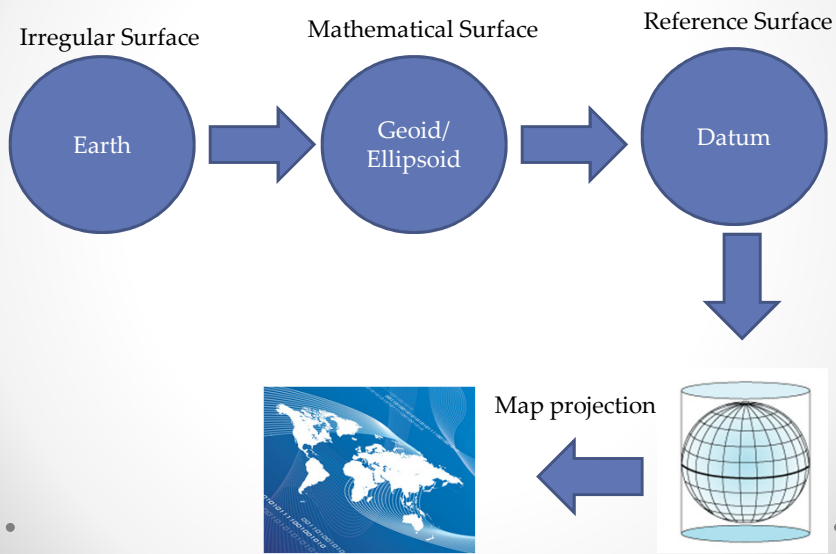 Irregular Surface
Mathematical Surface
Reference Surface
Earth
Geoid/
Ellipsoid
Datum
Map projection